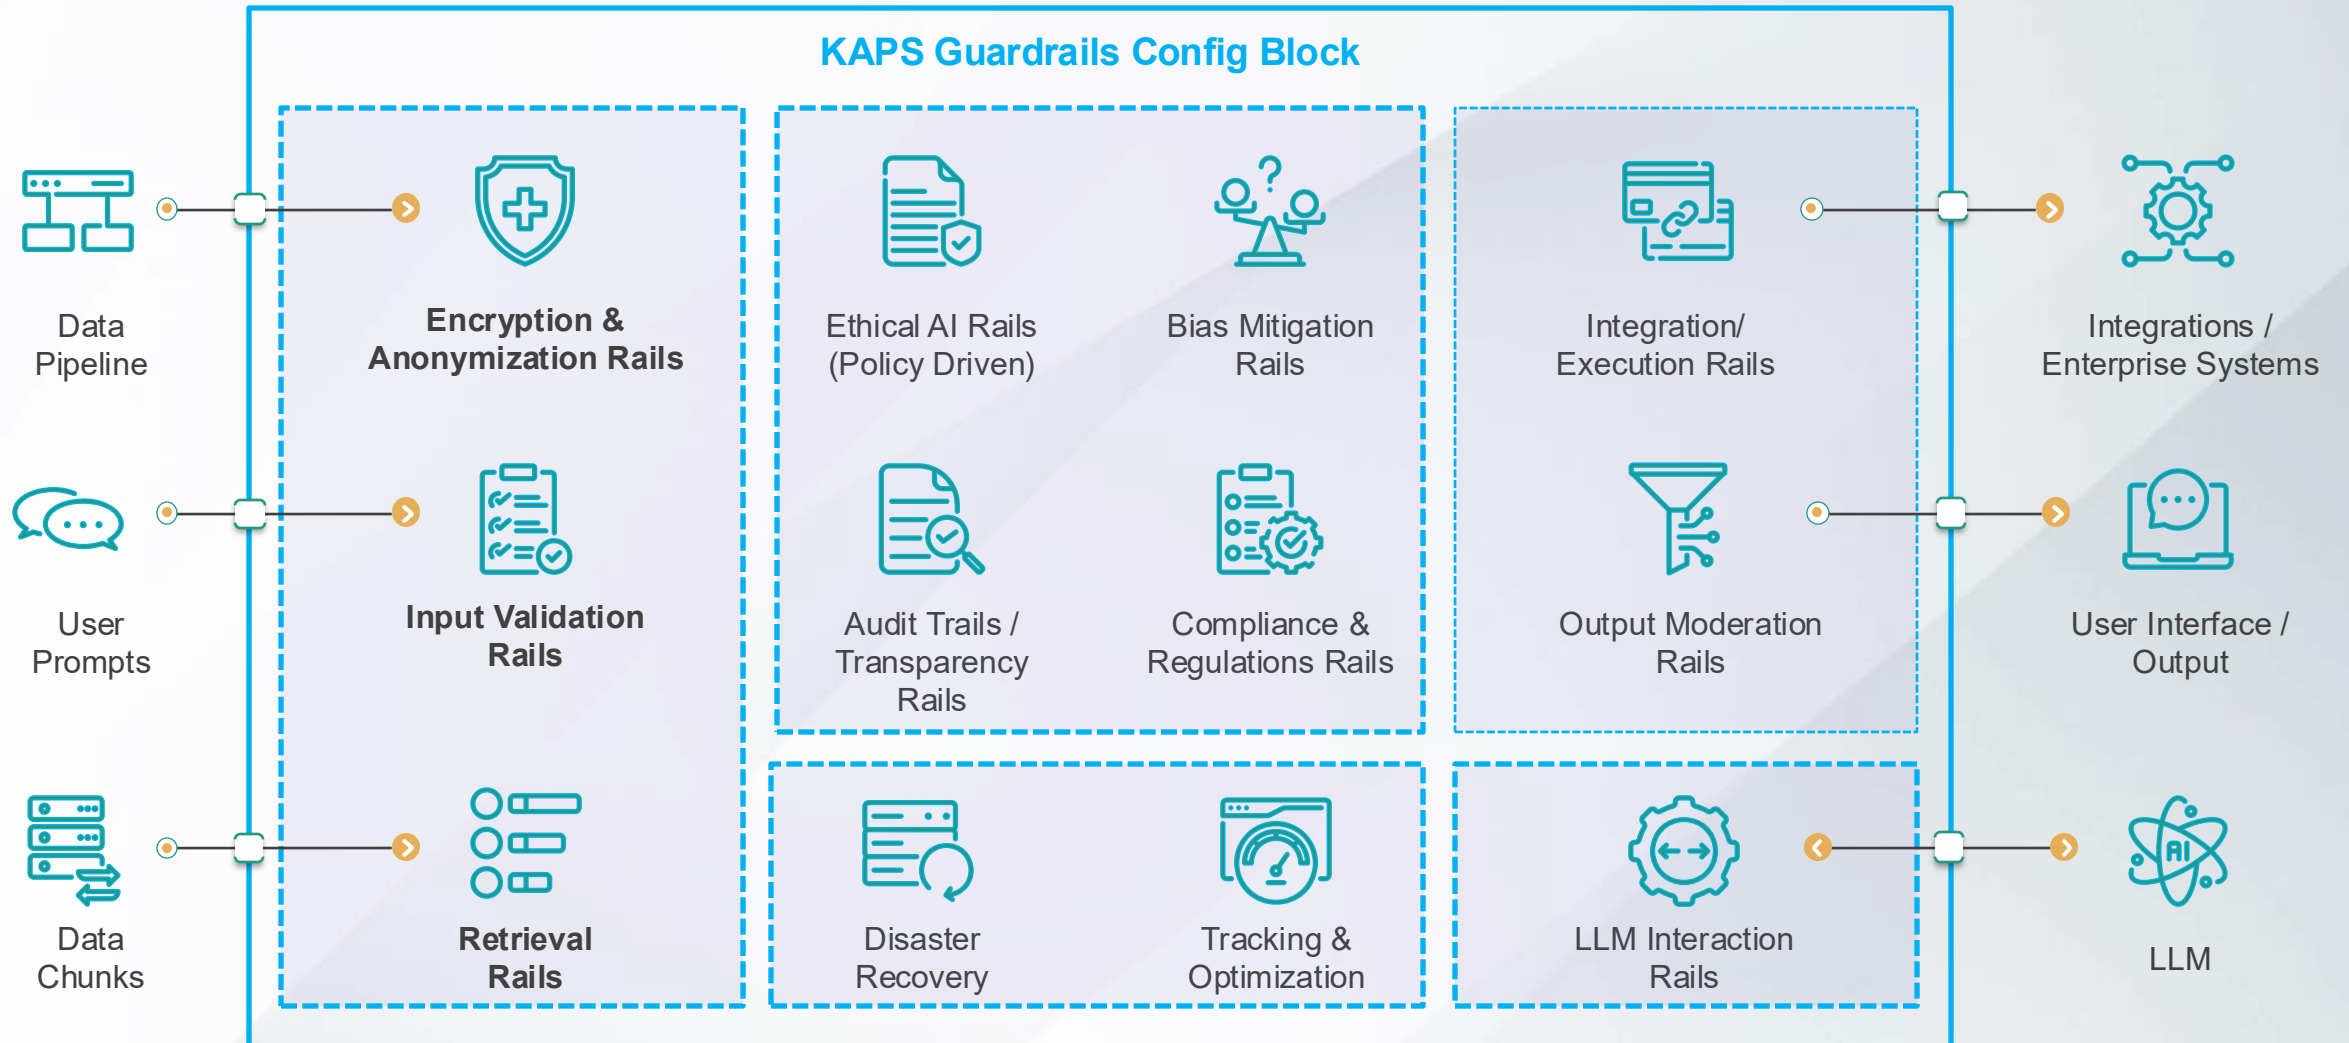 KAPS Guardrails Config Block
Data
Pipeline
Encryption &
Anonymization Rails
Ethical AI Rails
(Policy Driven)
Bias Mitigation
Rails
Integration/
Execution Rails
Integrations /
Enterprise Systems
User
Prompts
Input Validation
Rails
Audit Trails /
Transparency
Rails
Compliance &
Regulations Rails
Output Moderation
Rails
User Interface /
Output
Data
Chunks
Retrieval
Rails
Disaster
Recovery
Tracking &
Optimization
LLM Interaction
Rails
AI
LLM